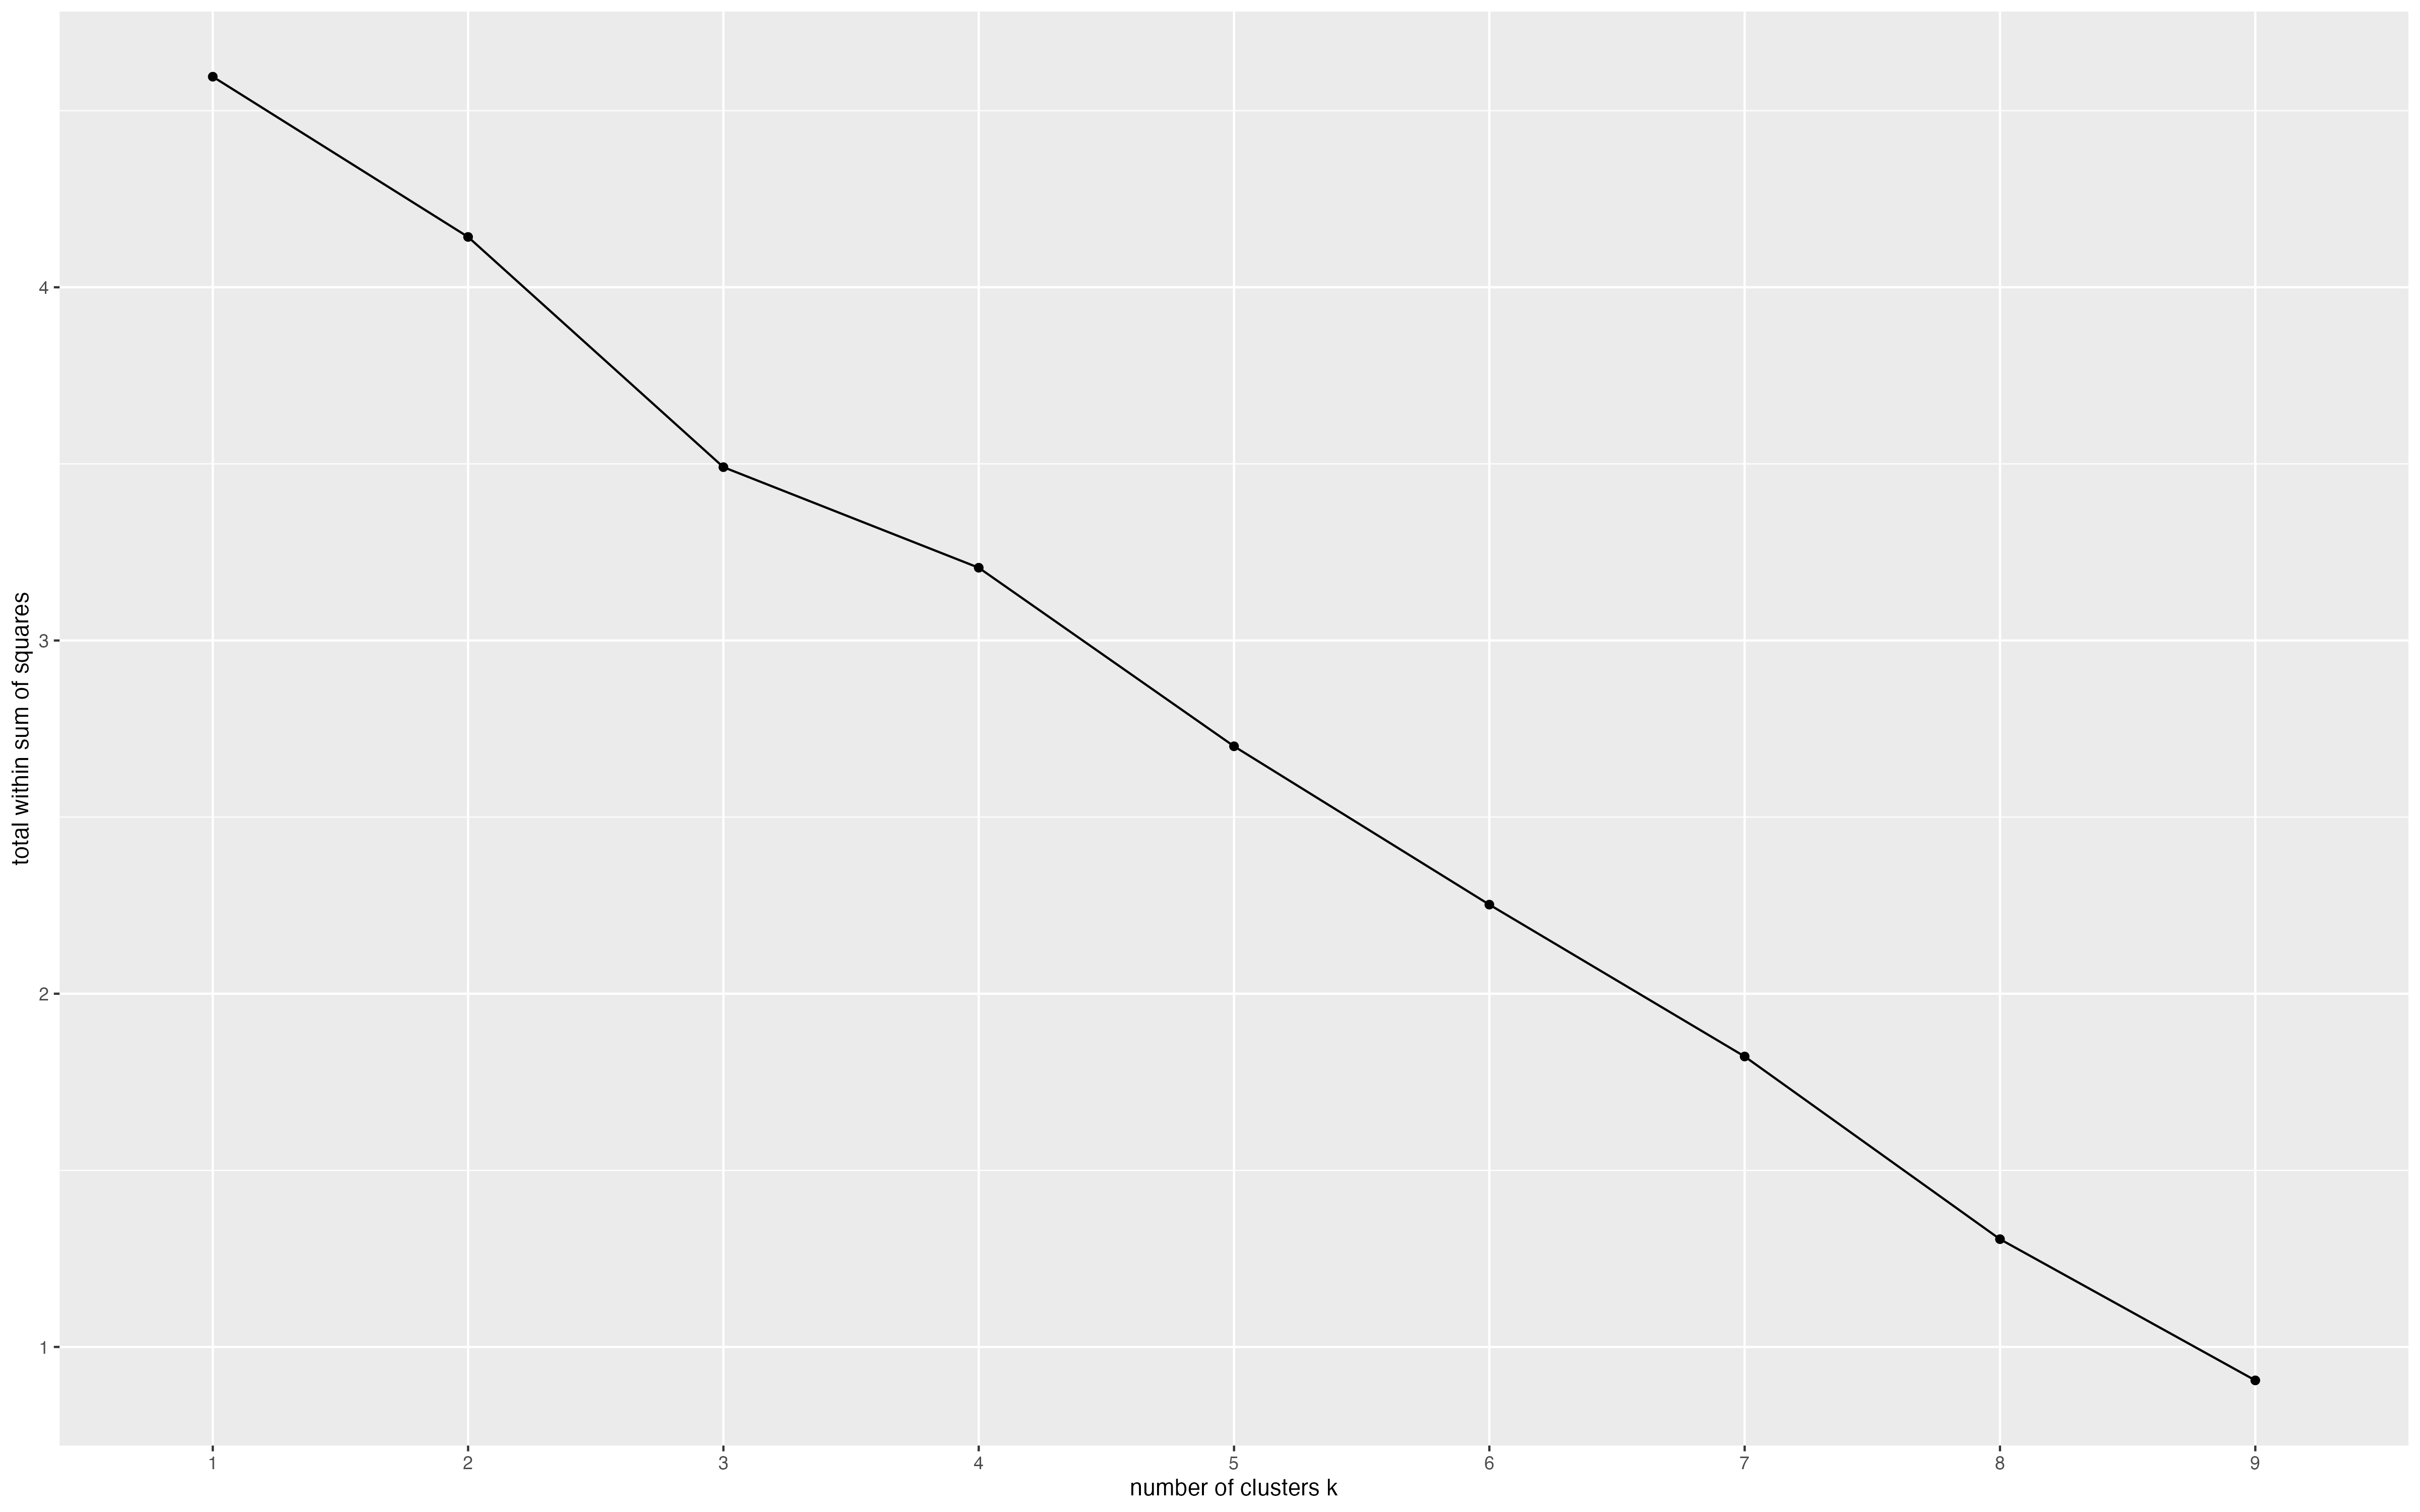 total within sum of squares
4
3
2
1
1 2 3 4 5 6 7 8 9
number of clusters k